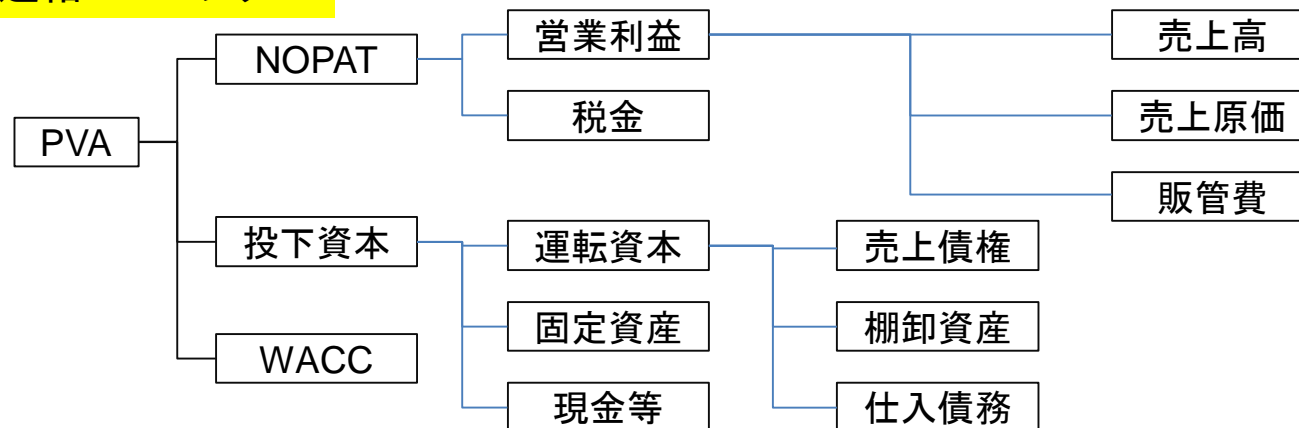 営業利益
売上高
NOPAT
税金
売上原価
PVA
販管費
投下資本
運転資本
売上債権
固定資産
棚卸資産
WACC
現金等
仕入債務